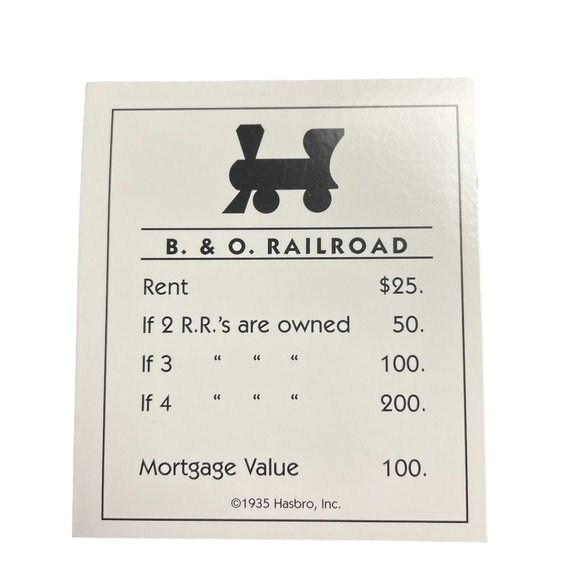 B. & O. RAILROAD
Rent $25.
If 2 R.R.'s are owned 50.
If 3 “ “ “ 100.
If 4 “ “ “ 200.
Mortgage Value 100.
©1935 Hasbro, Inc.